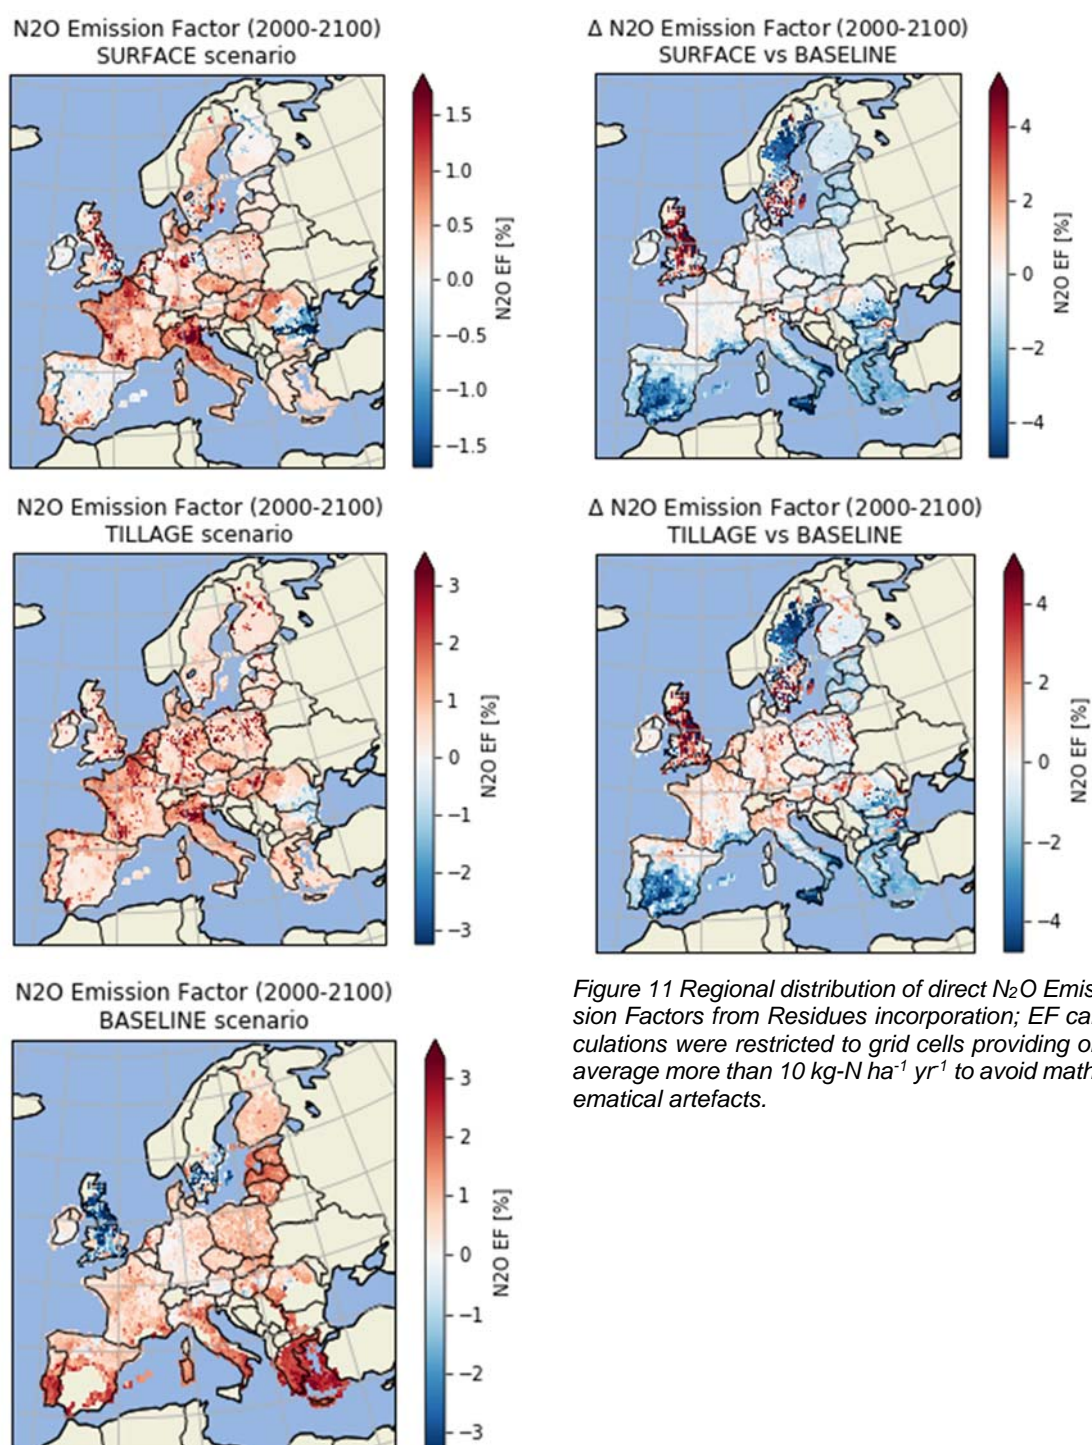 N2O Emission Factor (2000-2100)
SURFACE scenario
1.5
1.0
0.5
0.0
−0.5
−1.0
−1.5
N2O EF [%]
Δ N2O Emission Factor (2000-2100)
SURFACE vs BASELINE
4
2
0
−2
−4
N2O EF [%]
N2O Emission Factor (2000-2100)
TILLAGE scenario
3
2
1
0
−1
−2
−3
N2O EF [%]
Δ N2O Emission Factor (2000-2100)
TILLAGE vs BASELINE
4
2
0
−2
−4
N2O EF [%]
N2O Emission Factor (2000-2100)
BASELINE scenario
3
2
1
0
−1
−2
−3
N2O EF [%]
Figure 11 Regional distribution of direct N₂O Emis
sion Factors from Residues incorporation; EF ca
culations were restricted to grid cells providing o
average more than 10 kg-N ha⁻¹ yr⁻¹ to avoid math
ematical artefacts.